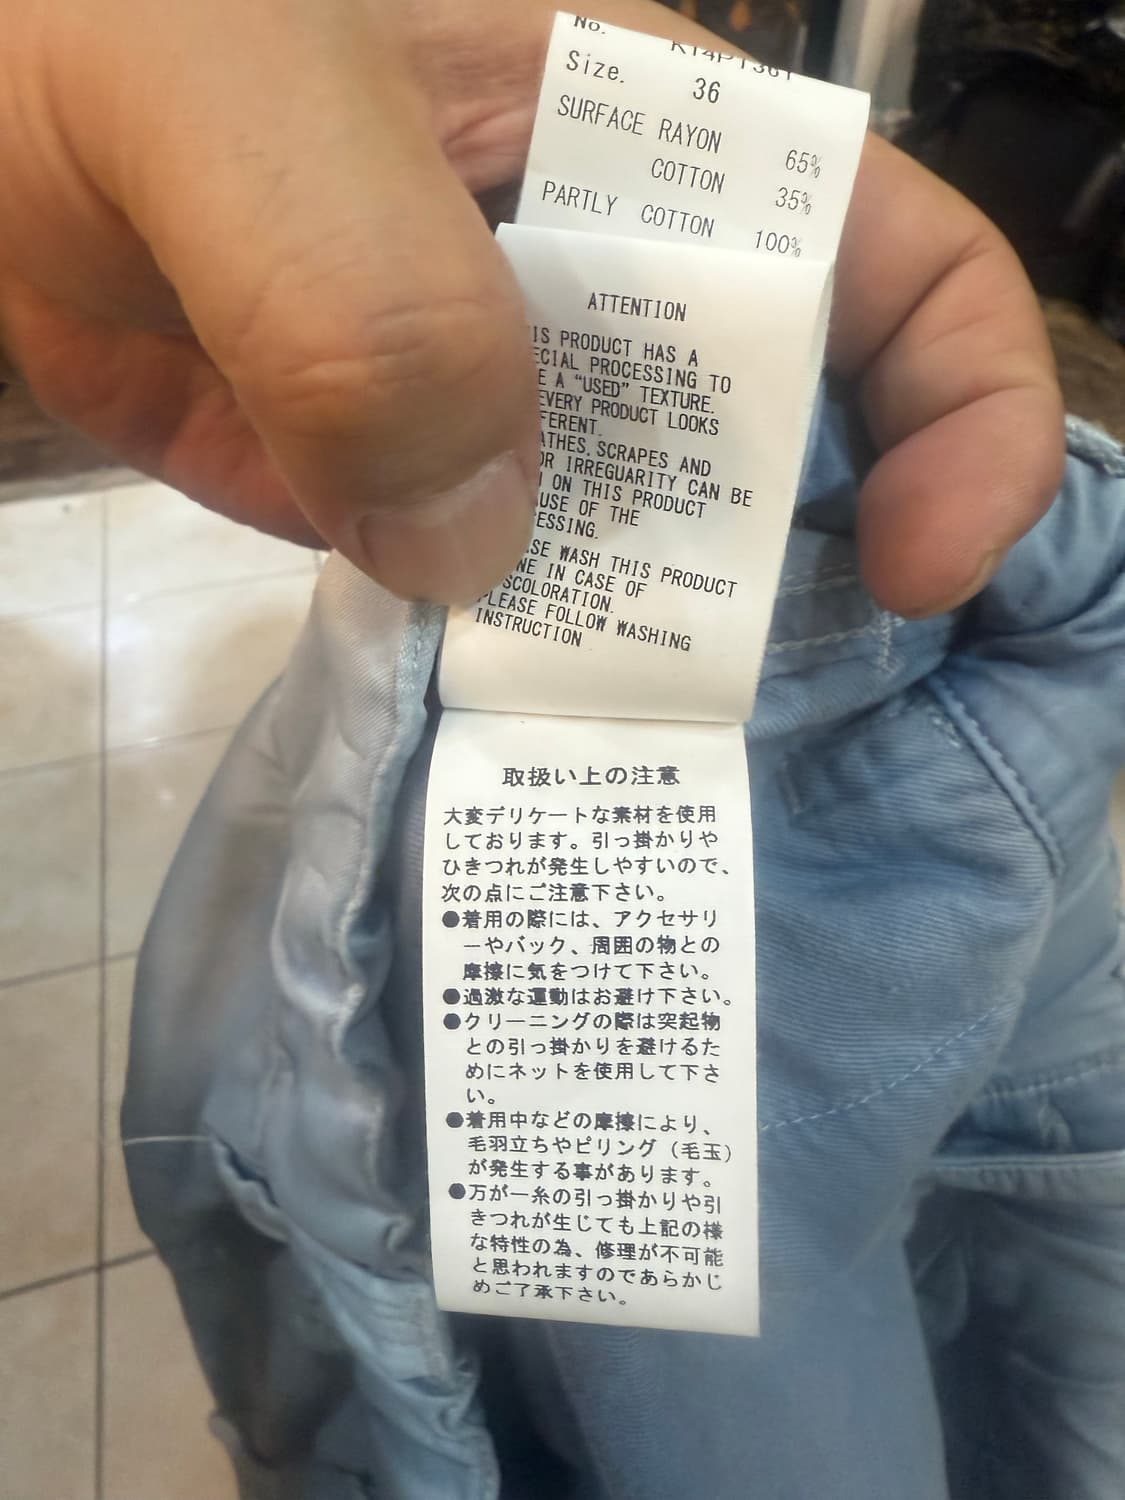 No.
Size. 36
SURFACE RAYON 65%
COTTON 35%
PARTLY COTTON 100%
ATTENTION
PRODUCT HAS A
PROCESSING TO
A “USED” TEXTURE.
EVERY PRODUCT LOOKS
SCRAPES AND
OR IRREGUARITY CAN BE
ON THIS PRODUCT
OF THE
WASH THIS PRODUCT
IN CASE OF
PLEASE FOLLOW WASHING
INSTRUCTION
取扱い上の注意
大変デリケートな素材を使用
しております。引っ掛かりや
ひきつれが発生しやすいので、
次の点にご注意下さい。
●着用の際には、アクセサリ
ーやバック、周囲の物との
摩擦に気をつけて下さい。
●過激な運動はお避け下さい。
●クリーニングの際は突起物
との引っ掛かりを避けるた
めにネットを使用して下さ
い。
●着用中などの摩擦により、
毛羽立ちやピリング（毛玉）
が発生する事があります。
●万が一糸の引っ掛かりや引
きつれが生じても上記の様
な特性の為、修理が不可能
と思われますのであらかじ
めご了承下さい。